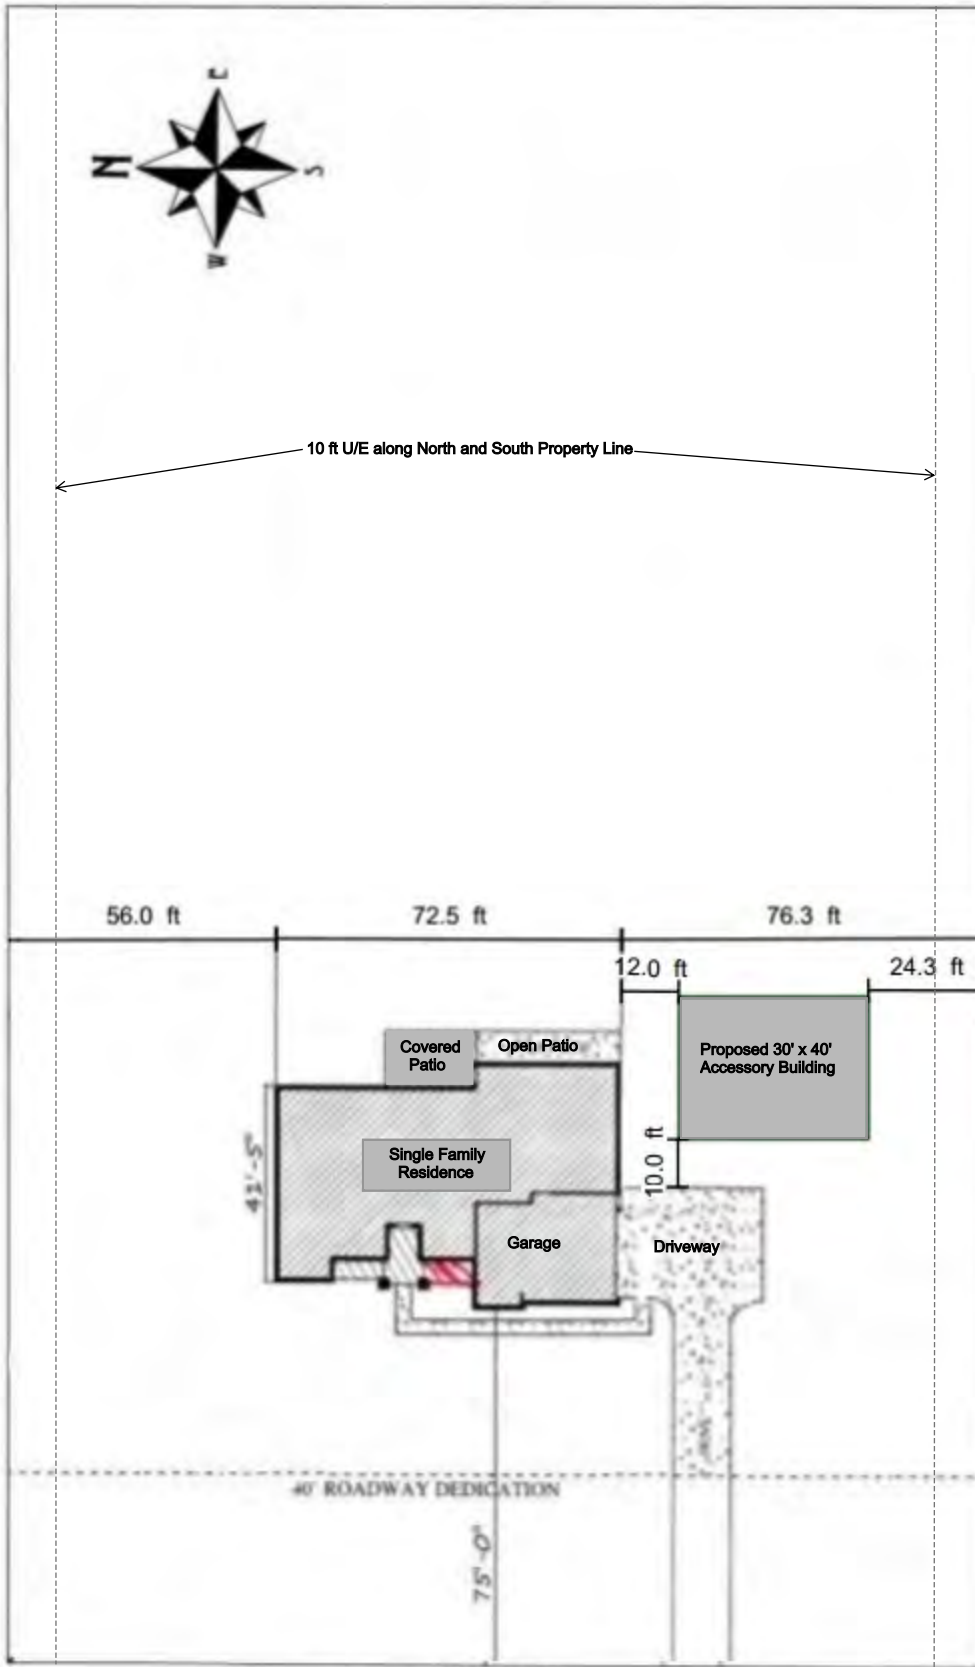 E
N
S
W
10 ft U/E along North and South Property Line
56.0 ft
72.5 ft
76.3 ft
12.0 ft
24.3 ft
Covered
Patio
Open Patio
Proposed 30' x 40'
Accessory Building
10.0 ft
Single Family
Residence
Garage
Driveway
40' ROADWAY DEDICATION
75'-0"